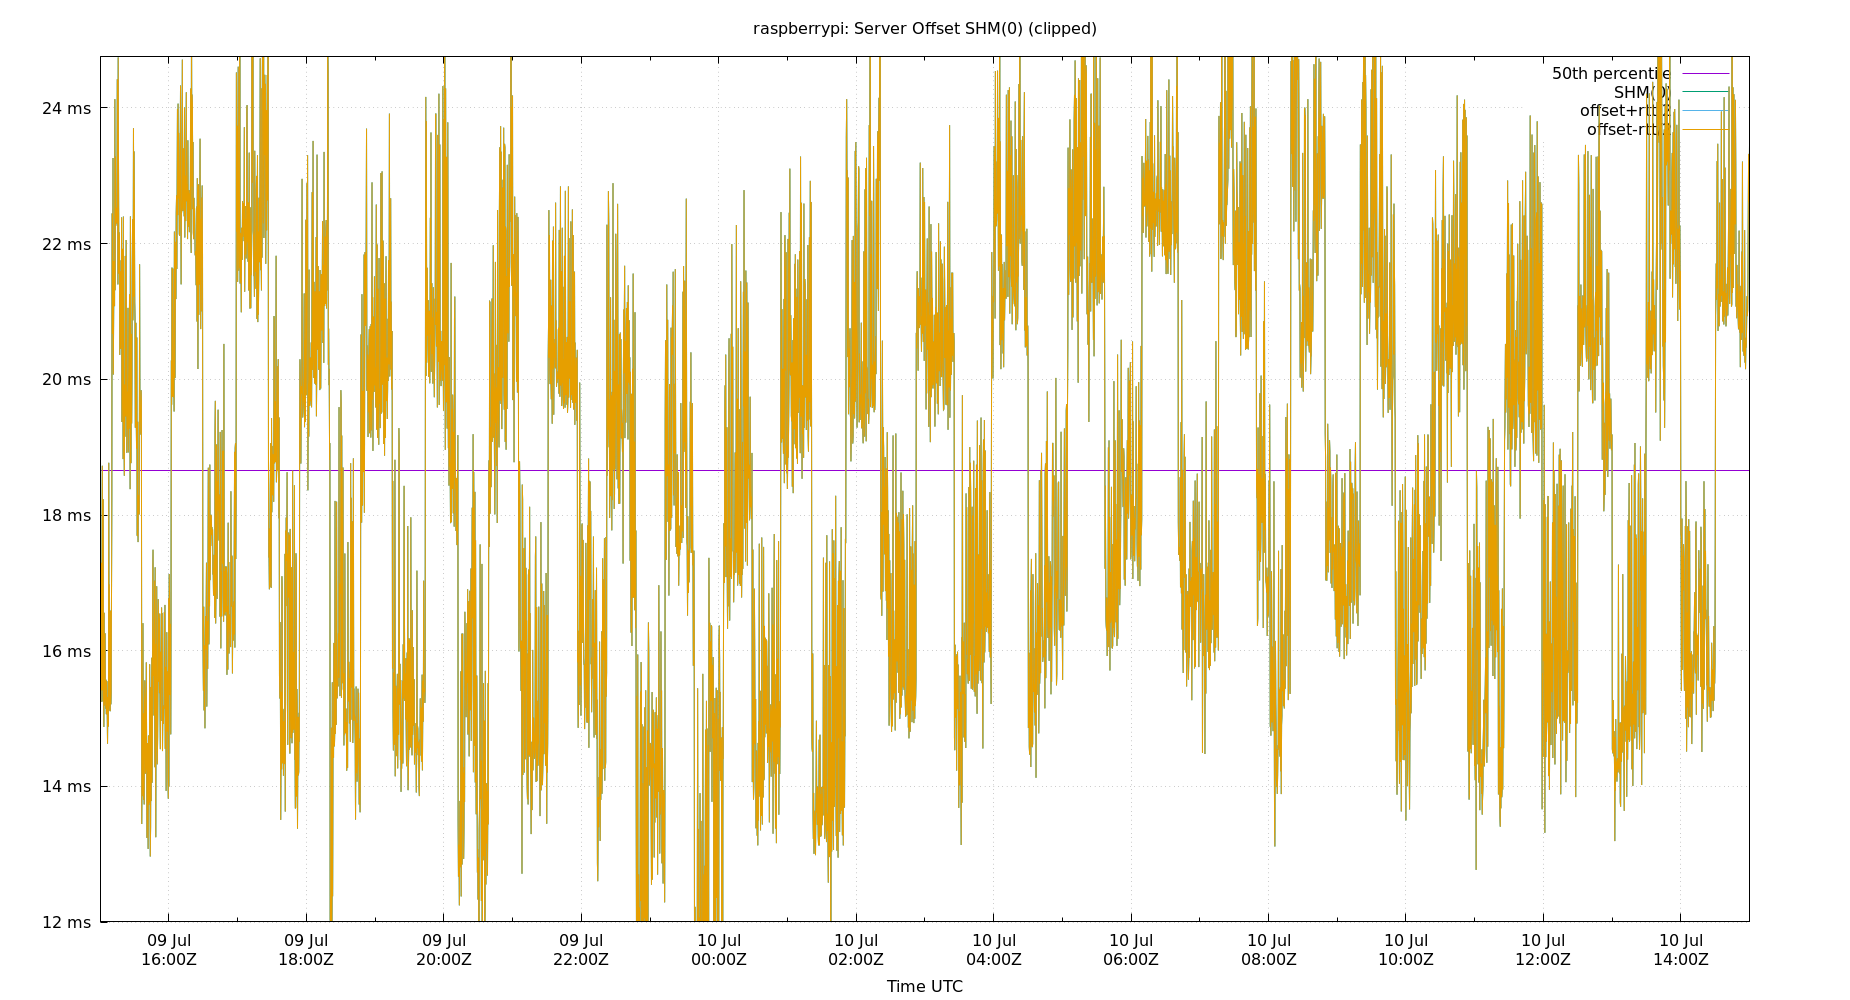 raspberrypi: Server Offset SHM(0) (clipped)
50th percentile
SHM(0)
offset+rtt/2
offset-rtt/2
24 ms
22 ms
20 ms
18 ms
16 ms
14 ms
12 ms
09 Jul 09 Jul 09 Jul 09 Jul 10 Jul 10 Jul 10 Jul 10 Jul 10 Jul 10 Jul 10 Jul 10 Jul
16:00Z 18:00Z 20:00Z 22:00Z 00:00Z 02:00Z 04:00Z 06:00Z 08:00Z 10:00Z 12:00Z 14:00Z
Time UTC